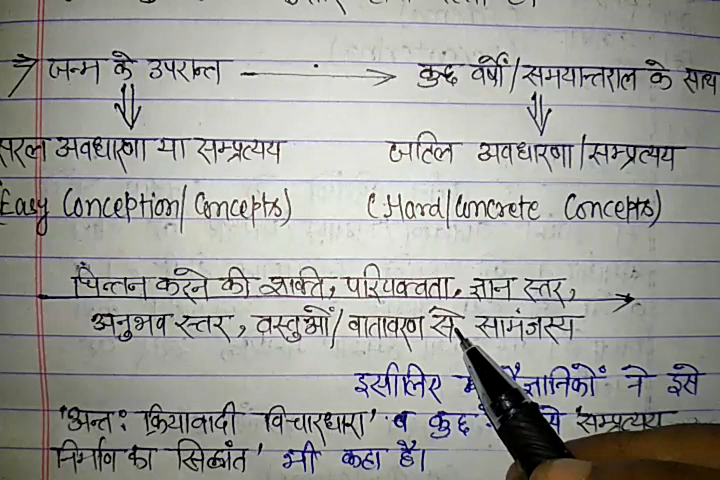 → जन्म के उपरान्त → कुछ वर्षों/समयान्तराल के साथ
सरल अवधारणा या सम्प्रत्यय जटिल अवधारणा/सम्प्रत्यय
(Easy Conception/Concepts) (Hard/Concrete Concepts)
चिन्तन करने की शक्ति, परिपक्वता, ज्ञान स्तर,
अनुभव स्तर, वस्तुओं/वातावरण से सामंजस्य
इसीलिए ने इसे
'अन्तः क्रियावादी विचारधारा' व कुछ 'सम्प्रत्यय
निर्माण का सिद्धांत' भी कहा है।